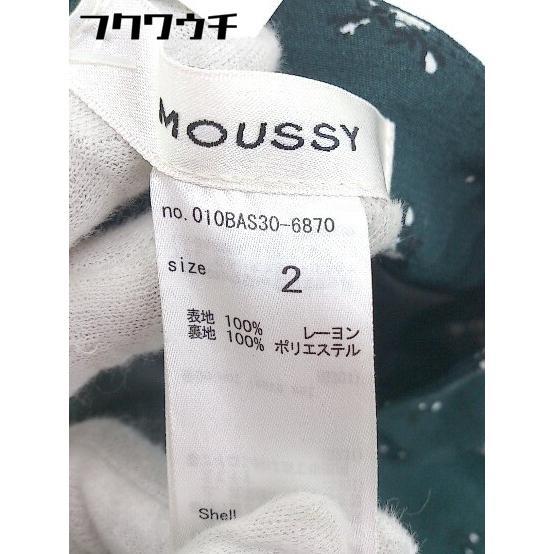 フクワウチ
MOUSSY
no.010BAS30-6870
size 2
表地 100% レーヨン
裏地 100% ポリエステル
Shell